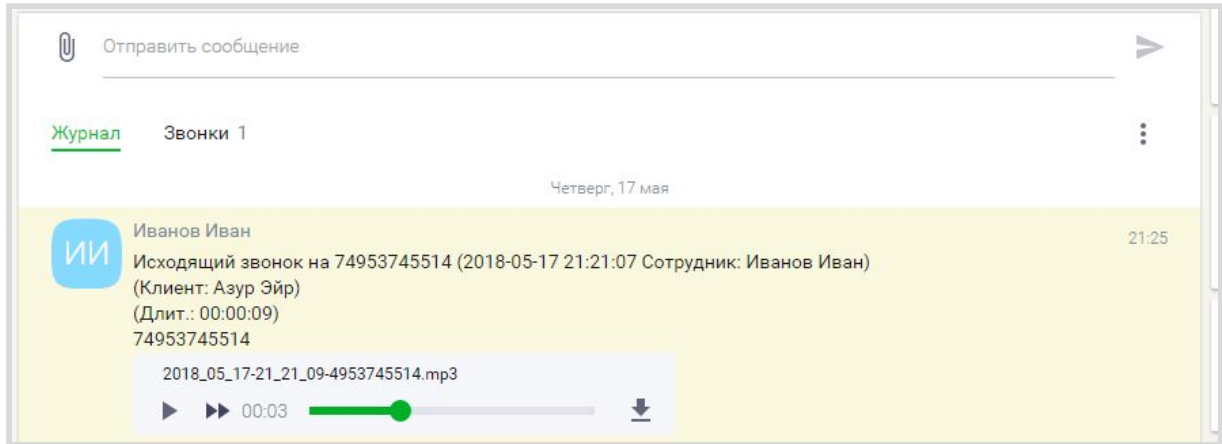 Отправить сообщение
Журнал Звонки 1
Четверг, 17 мая
Иванов Иван 21:25
ИИ
Исходящий звонок на 74953745514 (2018-05-17 21:21:07 Сотрудник: Иванов Иван)
(Клиент: Азур Эйр)
(Длит.: 00:00:09)
74953745514
2018_05_17-21_21_09-4953745514.mp3
00:03